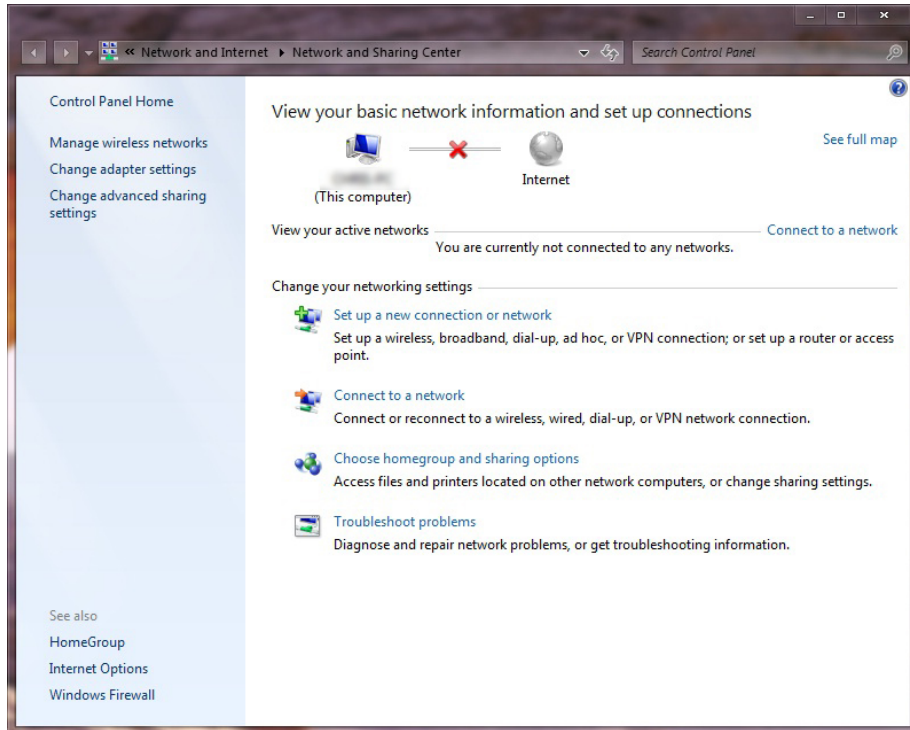 « Network and Internet ▸ Network and Sharing Center
Search Control Panel
Control Panel Home
Manage wireless networks
Change adapter settings
Change advanced sharing
settings
See also
HomeGroup
Internet Options
Windows Firewall
View your basic network information and set up connections
See full map
(This computer)
Internet
View your active networks
Connect to a network
You are currently not connected to any networks.
Change your networking settings
Set up a new connection or network
Set up a wireless, broadband, dial-up, ad hoc, or VPN connection; or set up a router or access
point.
Connect to a network
Connect or reconnect to a wireless, wired, dial-up, or VPN network connection.
Choose homegroup and sharing options
Access files and printers located on other network computers, or change sharing settings.
Troubleshoot problems
Diagnose and repair network problems, or get troubleshooting information.